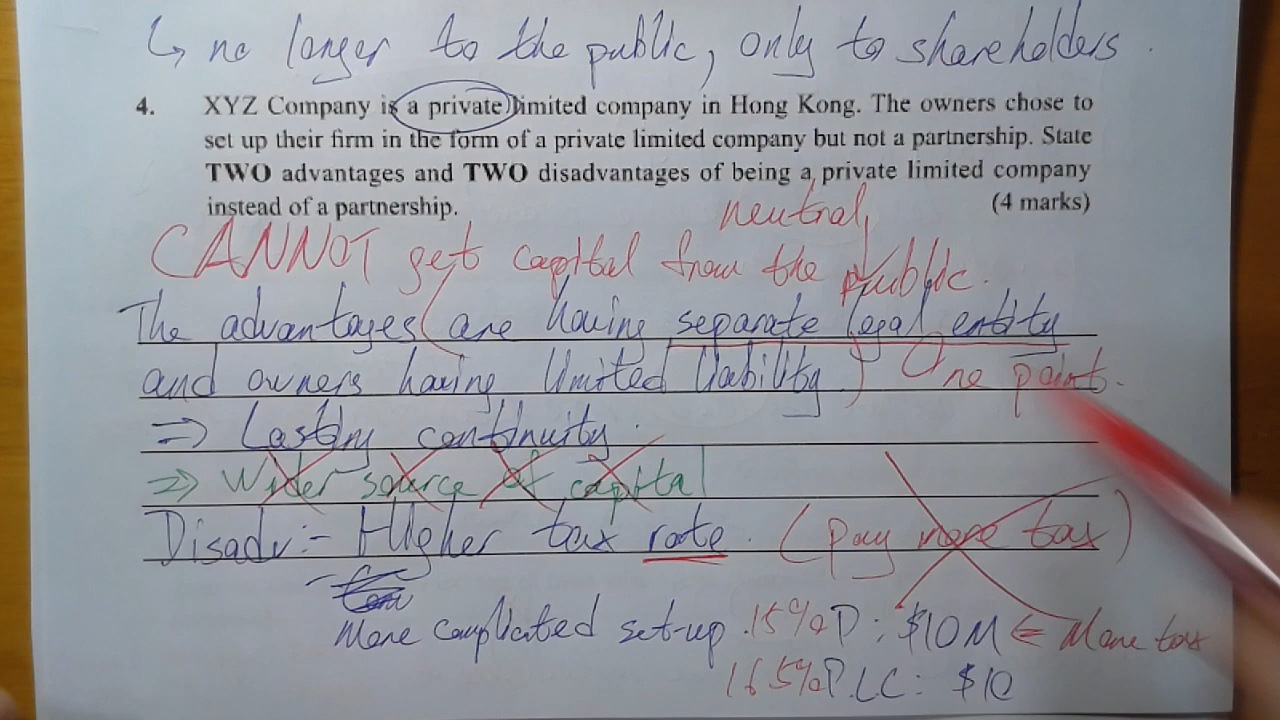 ↳ no longer to the public, only to shareholders.
4. XYZ Company is a private limited company in Hong Kong. The owners chose to
set up their firm in the form of a private limited company but not a partnership. State
TWO advantages and TWO disadvantages of being a private limited company
instead of a partnership. (4 marks)
neutral
CANNOT get capital from the public.
The advantages (are having separate legal entity
and owners having limited liability) One point.
⇒ Lasting continuity.
⇒ Wider source of capital
Disadv:- Higher tax rate. (Pay more tax)
More complicated set-up 15% P: $10M ⇐ More tax
16.5% P.LC: $10